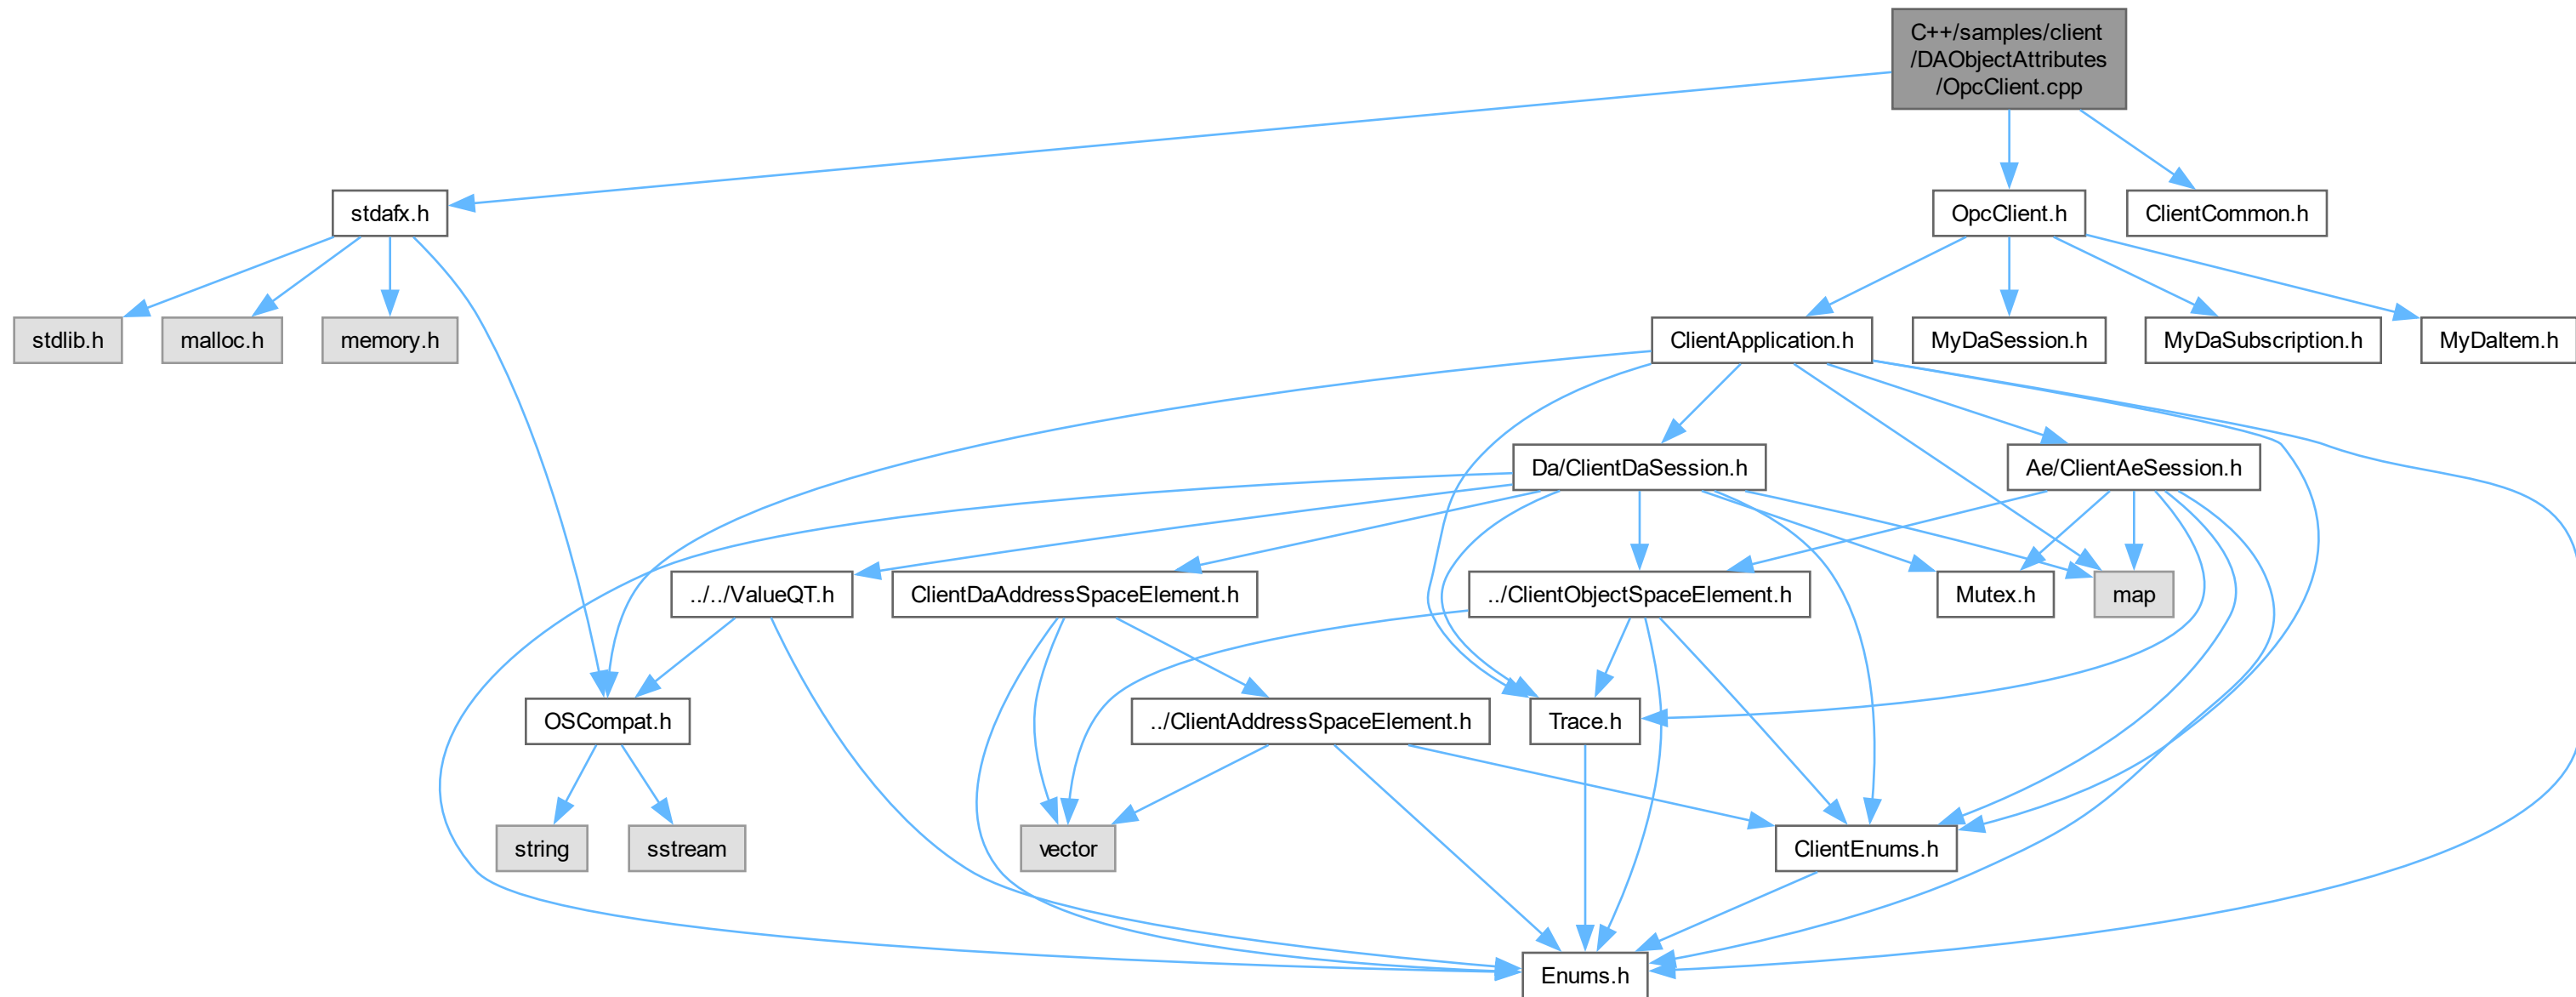 C++/samples/client
/DAObjectAttributes
/OpcClient.cpp
stdafx.h
OpcClient.h
ClientCommon.h
stdlib.h
malloc.h
memory.h
ClientApplication.h
MyDaSession.h
MyDaSubscription.h
MyDaItem.h
Da/ClientDaSession.h
Ae/ClientAeSession.h
../../ValueQT.h
ClientDaAddressSpaceElement.h
../ClientObjectSpaceElement.h
Mutex.h
map
OSCompat.h
../ClientAddressSpaceElement.h
Trace.h
string
sstream
vector
ClientEnums.h
Enums.h